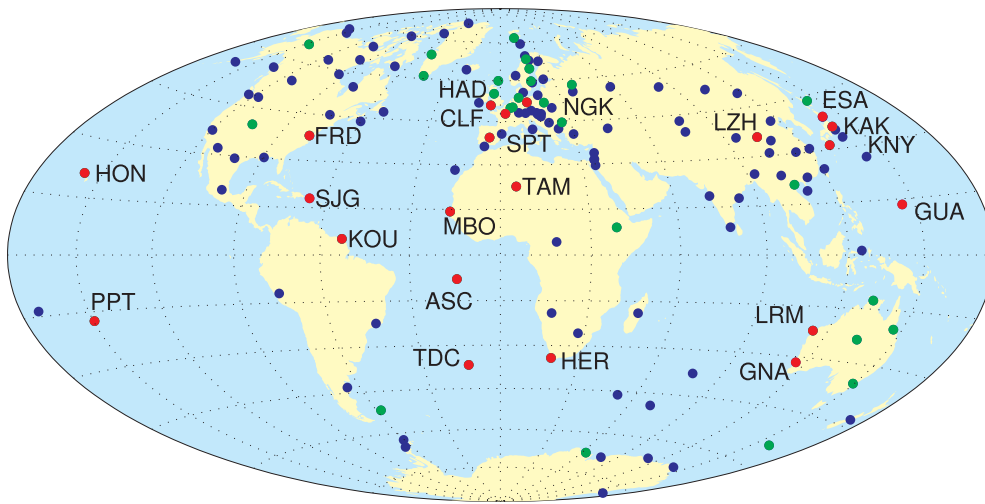 HAD
CLF
NGK
ESA
LZH
KAK
FRD
SPT
KNY
HON
TAM
SJG
GUA
MBO
KOU
PPT
ASC
LRM
TDC
HER
GNA